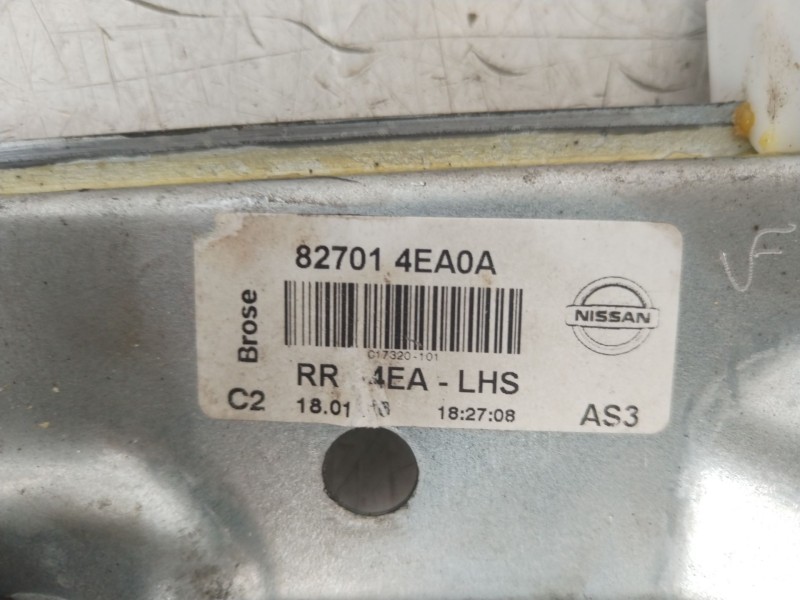 82701 4EA0A
Brose
C17320-101
NISSAN
RR 4EA - LHS
C2
18.01 18:27:08
AS3